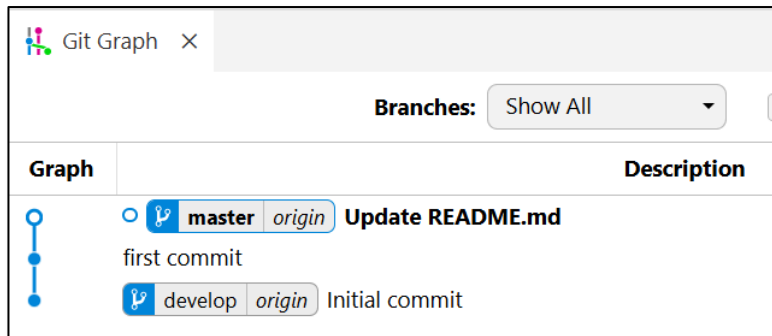 Git Graph
Branches: Show All
Graph Description
master origin Update README.md
first commit
develop origin Initial commit